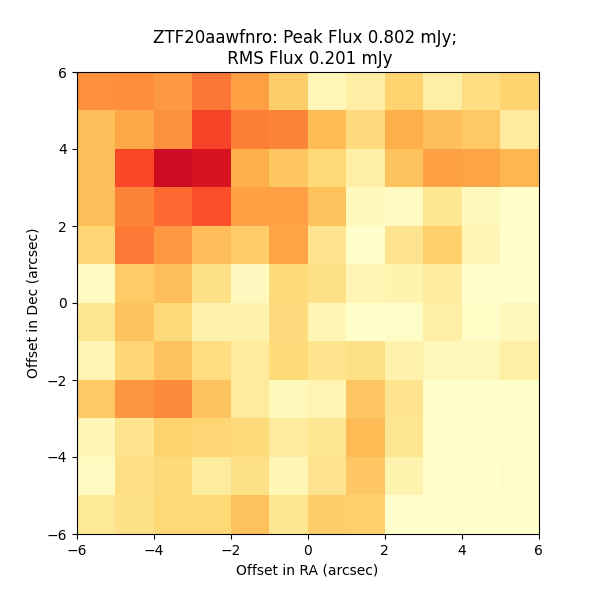 ZTF20aawfnro: Peak Flux 0.802 mJy;
RMS Flux 0.201 mJy
6
4
2
0
−2
−4
−6
Offset in Dec (arcsec)
−6 −4 −2 0 2 4 6
Offset in RA (arcsec)